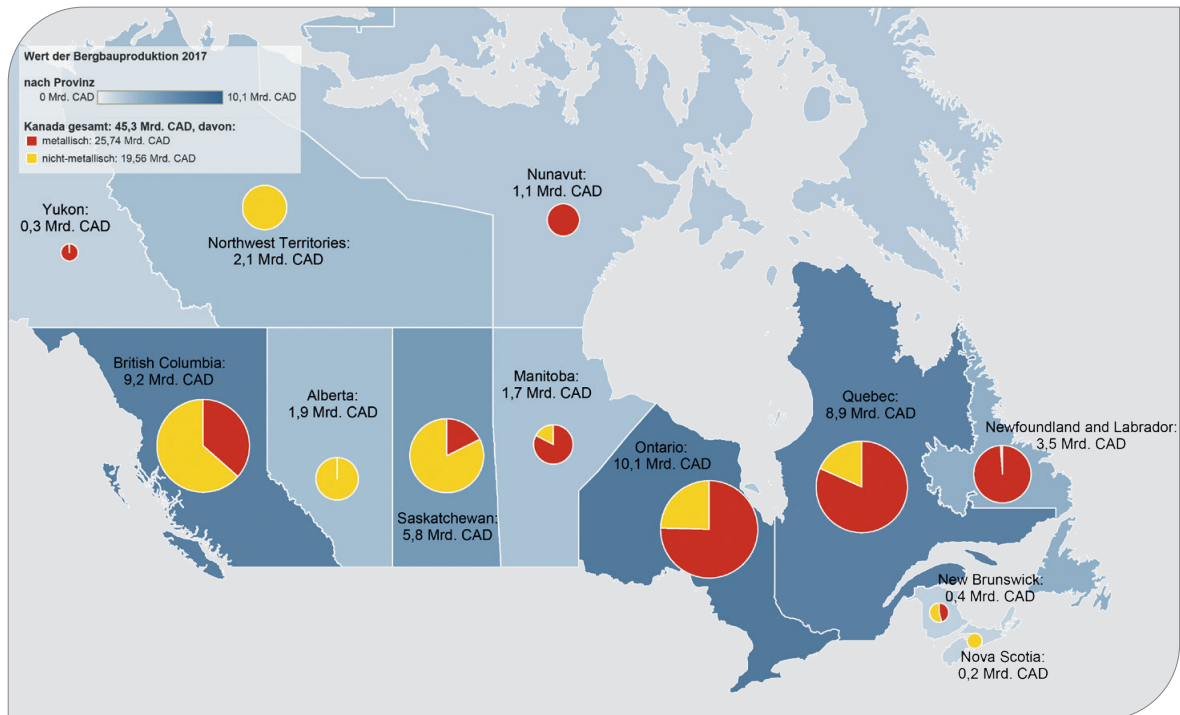 Wert der Bergbauproduktion 2017
nach Provinz
0 Mrd. CAD 10,1 Mrd. CAD
Kanada gesamt: 45,3 Mrd. CAD, davon:
metallisch: 25,74 Mrd. CAD
nicht-metallisch: 19,56 Mrd. CAD
Yukon:
0,3 Mrd. CAD
Northwest Territories:
2,1 Mrd. CAD
Nunavut:
1,1 Mrd. CAD
British Columbia:
9,2 Mrd. CAD
Alberta:
1,9 Mrd. CAD
Saskatchewan:
5,8 Mrd. CAD
Manitoba:
1,7 Mrd. CAD
Ontario:
10,1 Mrd. CAD
Quebec:
8,9 Mrd. CAD
Newfoundland and Labrador:
3,5 Mrd. CAD
New Brunswick:
0,4 Mrd. CAD
Nova Scotia:
0,2 Mrd. CAD